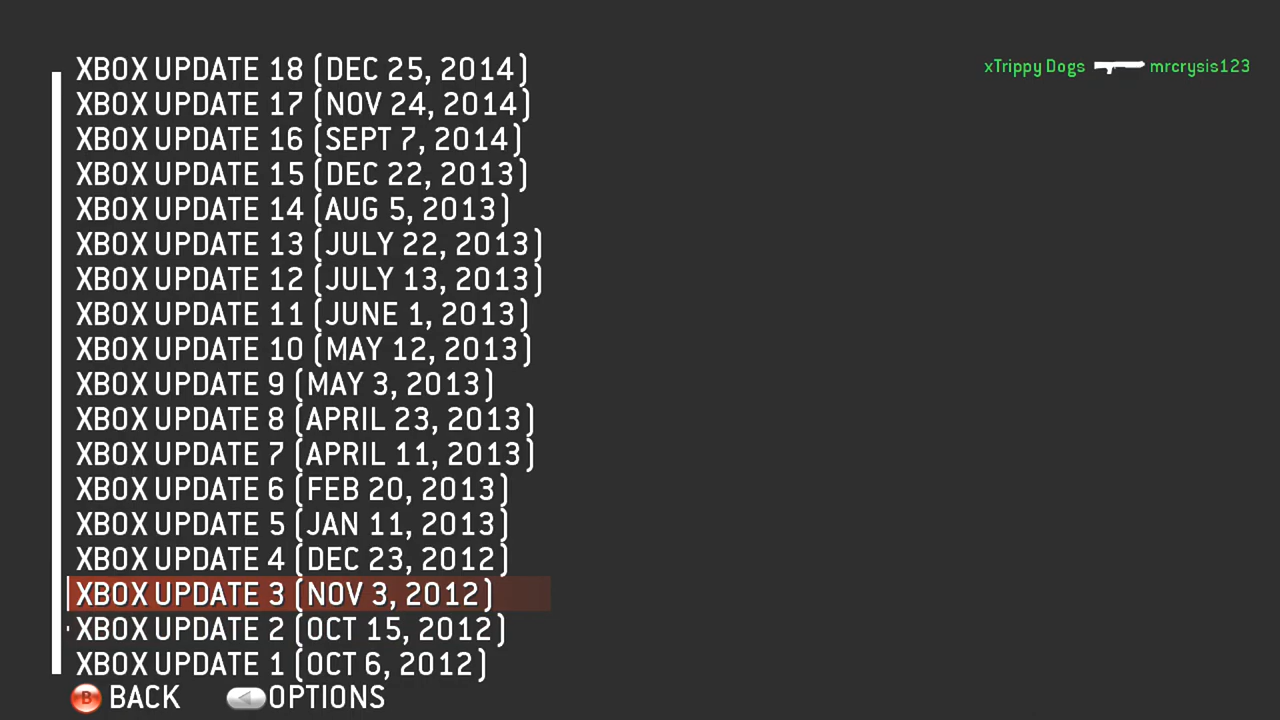 XBOX UPDATE 18 (DEC 25, 2014)
xTrippy Dogs mrcrysis123
XBOX UPDATE 17 (NOV 24, 2014)
XBOX UPDATE 16 (SEPT 7, 2014)
XBOX UPDATE 15 (DEC 22, 2013)
XBOX UPDATE 14 (AUG 5, 2013)
XBOX UPDATE 13 (JULY 22, 2013)
XBOX UPDATE 12 (JULY 13, 2013)
XBOX UPDATE 11 (JUNE 1, 2013)
XBOX UPDATE 10 (MAY 12, 2013)
XBOX UPDATE 9 (MAY 3, 2013)
XBOX UPDATE 8 (APRIL 23, 2013)
XBOX UPDATE 7 (APRIL 11, 2013)
XBOX UPDATE 6 (FEB 20, 2013)
XBOX UPDATE 5 (JAN 11, 2013)
XBOX UPDATE 4 (DEC 23, 2012)
XBOX UPDATE 3 (NOV 3, 2012)
XBOX UPDATE 2 (OCT 15, 2012)
XBOX UPDATE 1 (OCT 6, 2012)
B BACK OPTIONS